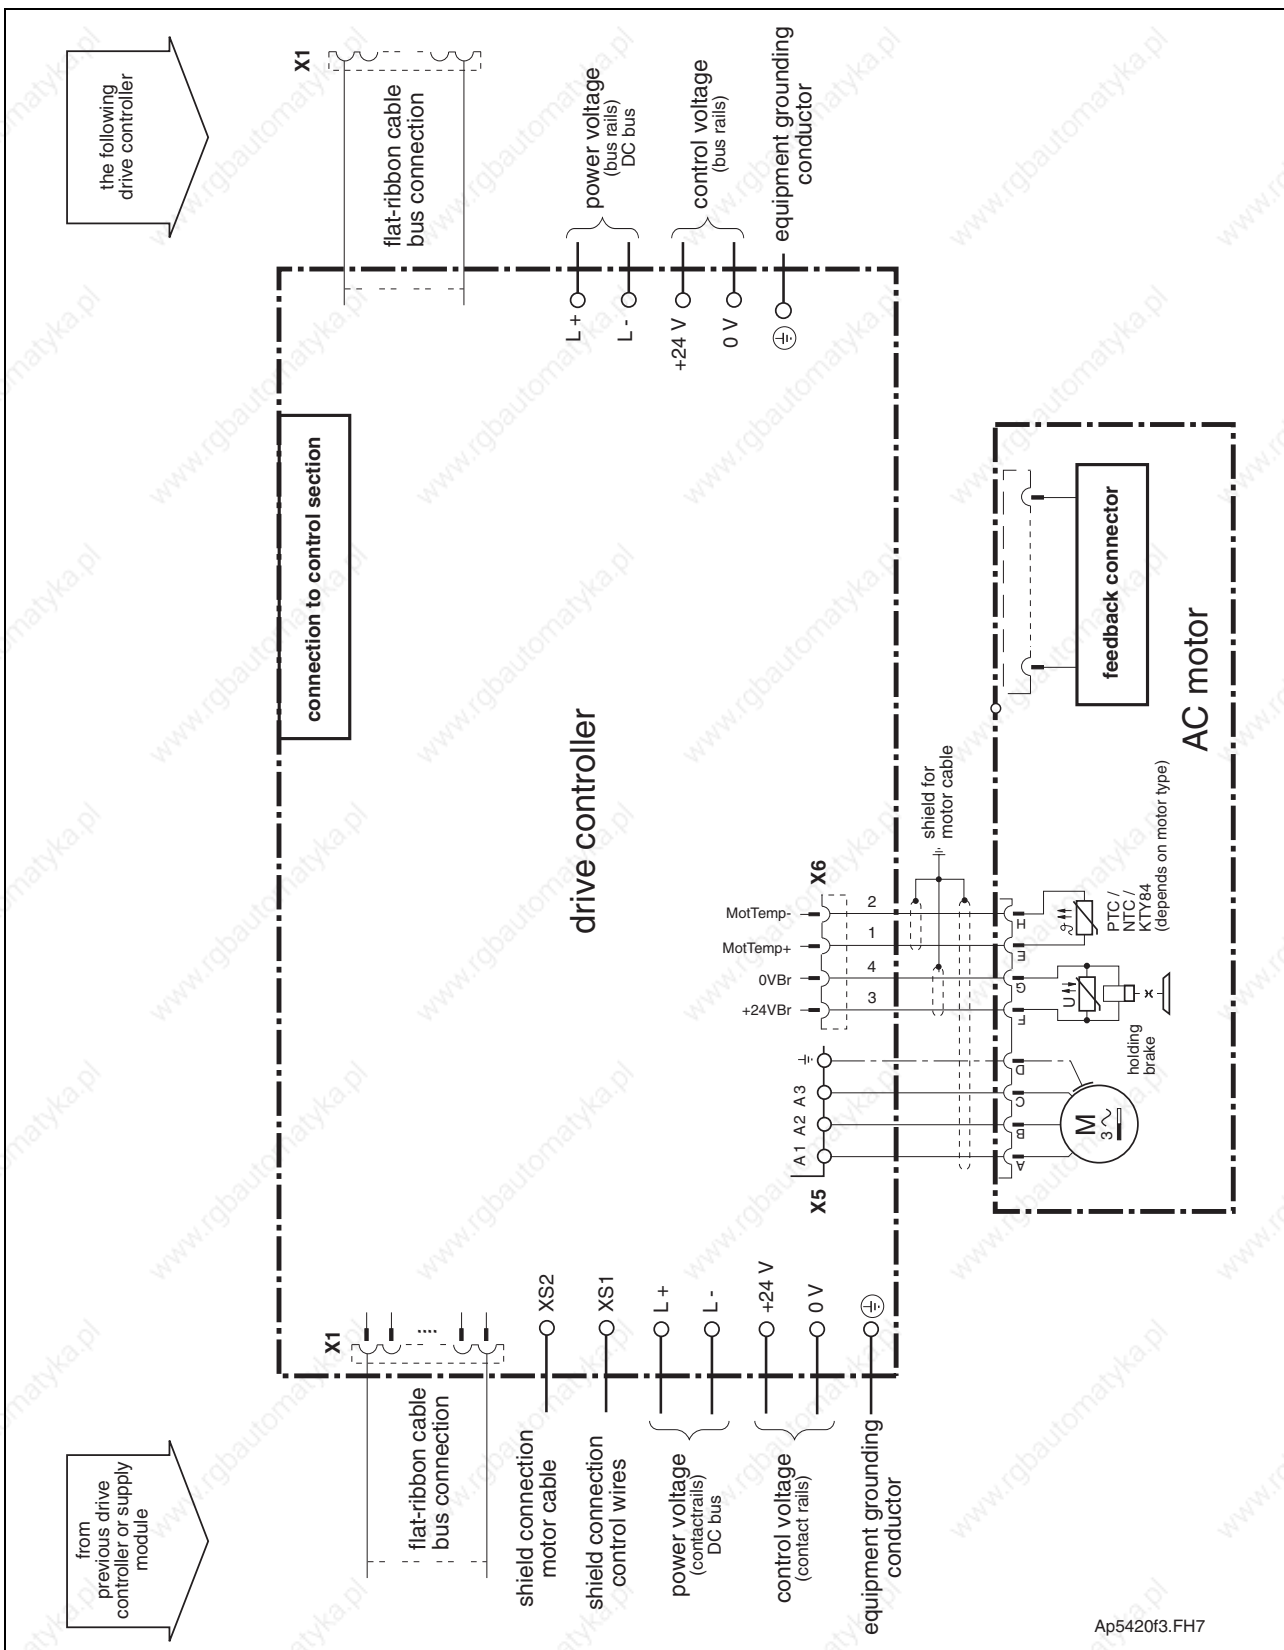 from
previous drive
controller or supply
module
the following
drive controller
X1
flat-ribbon cable
bus connection
X1
flat-ribbon cable
bus connection
connection to control section
shield connection
motor cable
XS2
shield connection
control wires
XS1
power voltage
(contactrails)
DC bus
L +
L -
control voltage
(contact rails)
+24 V
0 V
equipment grounding
conductor
drive controller
L +
L -
power voltage
(bus rails)
DC bus
+24 V
0 V
control voltage
(bus rails)
equipment grounding
conductor
X5
A1 A2 A3
X6
+24VBr
0VBr
MotTemp+
MotTemp-
3
4
1
2
shield for
motor cable
A
B
C
D
F
G
E
H
M
3
U
holding
brake
PTC /
NTC /
KTY84
(depends on motor type)
feedback connector
AC motor
Ap5420f3.FH7
www.rgbautomatyka.pl